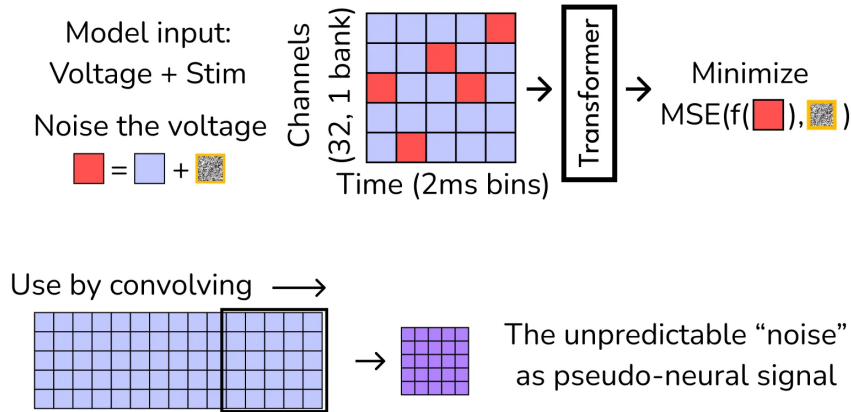 Model input:
Voltage + Stim
Noise the voltage
= +
Channels
(32, 1 bank)
Time (2ms bins)
Transformer
Minimize
MSE(f( ), )
Use by convolving
The unpredictable “noise”
as pseudo-neural signal